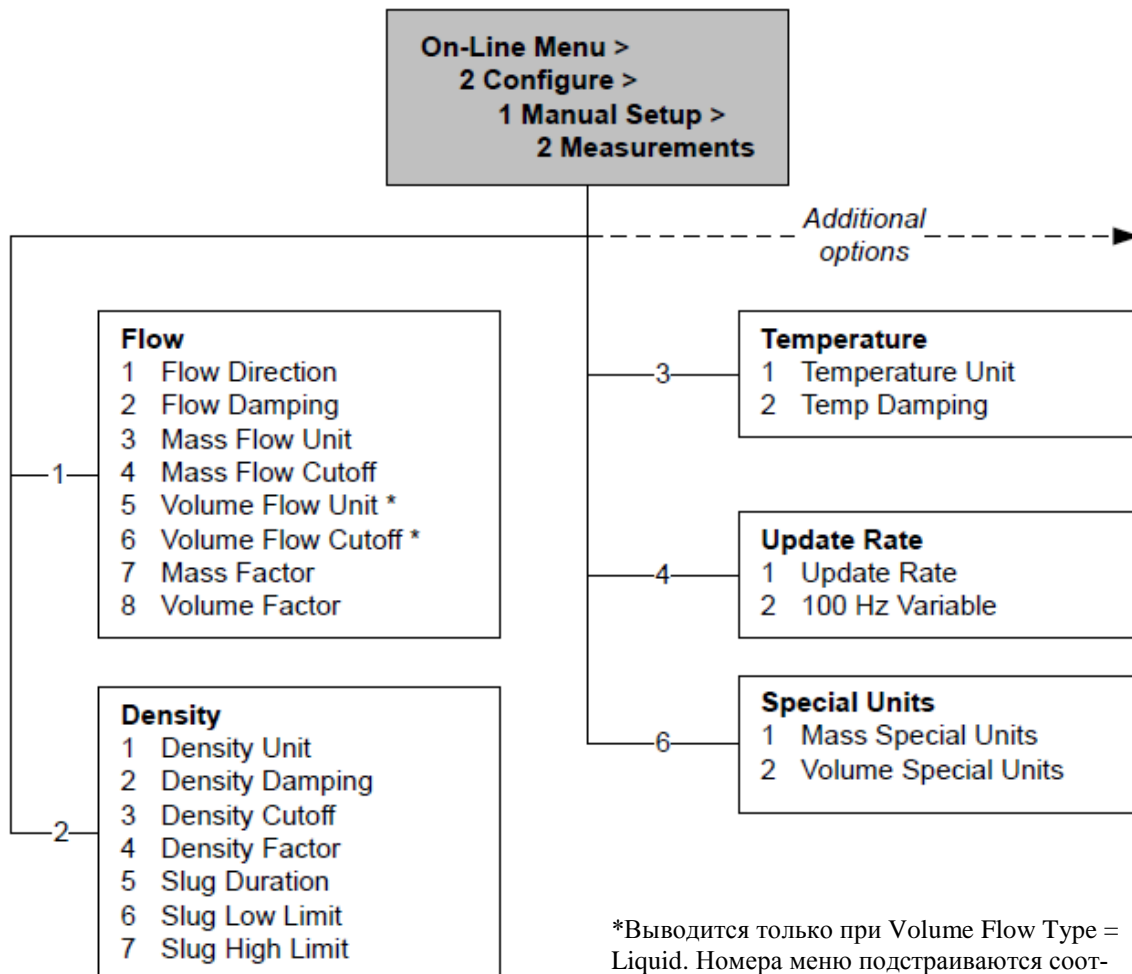 On-Line Menu >
2 Configure >
1 Manual Setup >
2 Measurements
Additional
options
1
Flow
1 Flow Direction
2 Flow Damping
3 Mass Flow Unit
4 Mass Flow Cutoff
5 Volume Flow Unit *
6 Volume Flow Cutoff *
7 Mass Factor
8 Volume Factor
2
Density
1 Density Unit
2 Density Damping
3 Density Cutoff
4 Density Factor
5 Slug Duration
6 Slug Low Limit
7 Slug High Limit
3
Temperature
1 Temperature Unit
2 Temp Damping
4
Update Rate
1 Update Rate
2 100 Hz Variable
6
Special Units
1 Mass Special Units
2 Volume Special Units
*Выводится только при Volume Flow Type =
Liquid. Номера меню подстраиваются соот-